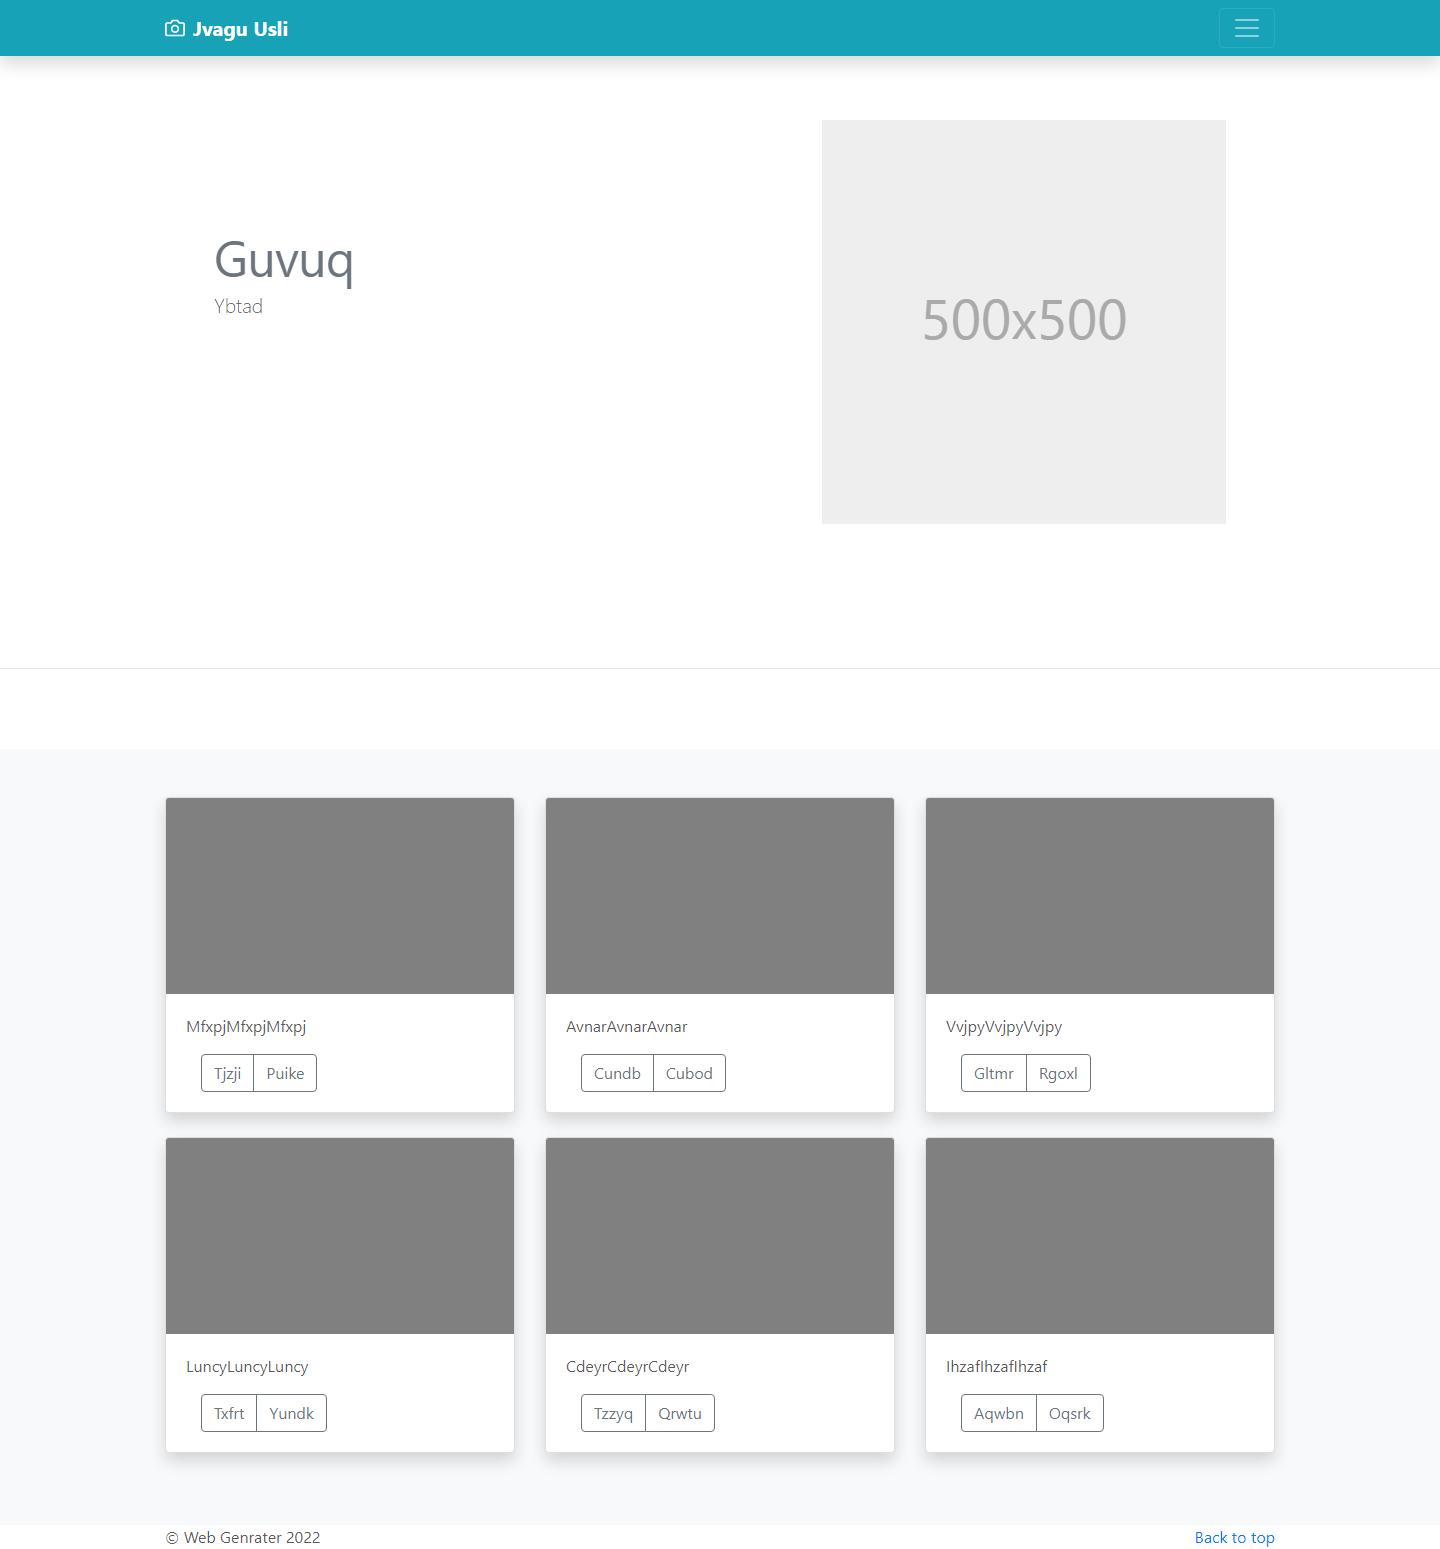 Jvagu Usli
Guvuq
Ybtad
500x500
MfxpjMfxpjMfxpj
Tjzji Puike
AvnarAvnarAvnar
Cundb Cubod
VvjpyVvjpyVvjpy
Gltmr Rgoxl
LuncyLuncyLuncy
Txfrt Yundk
CdeyrCdeyrCdeyr
Tzzyq Qrwtu
IhzafIhzafIhzaf
Aqwbn Oqsrk
© Web Genrater 2022
Back to top